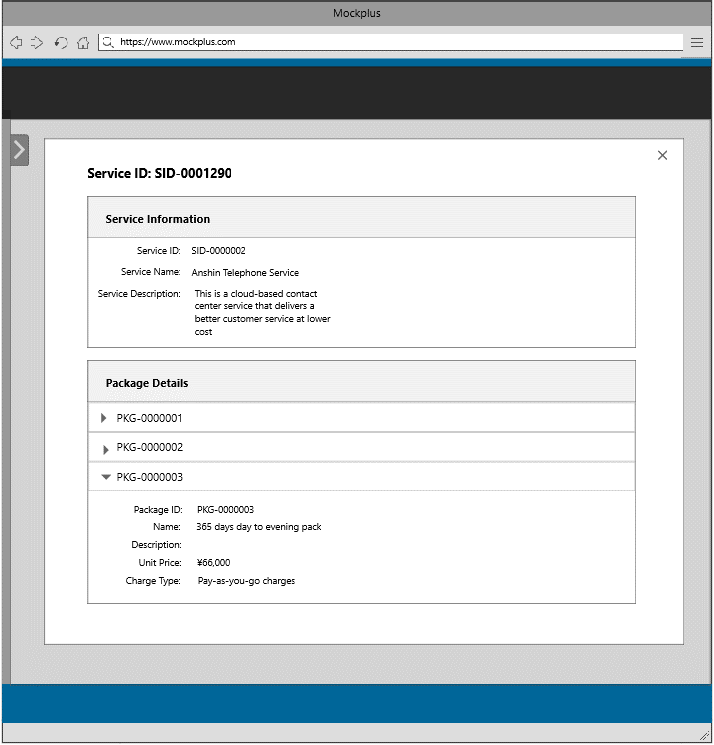 Mockplus
https://www.mockplus.com
Service ID: SID-0001290
Service Information
Service ID: SID-0000002
Service Name: Anshin Telephone Service
Service Description: This is a cloud-based contact
center service that delivers a
better customer service at lower
cost
Package Details
PKG-0000001
PKG-0000002
PKG-0000003
Package ID: PKG-0000003
Name: 365 days day to evening pack
Description:
Unit Price: ¥66,000
Charge Type: Pay-as-you-go charges